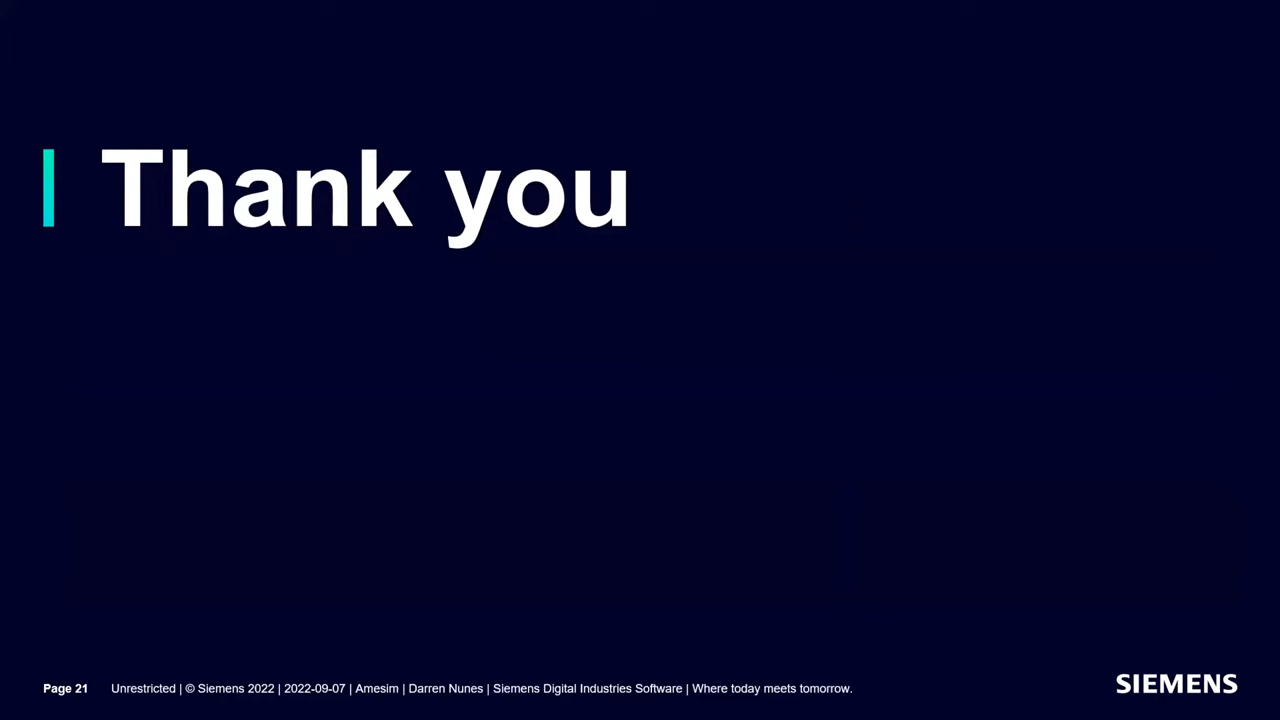 Thank you
Page 21 Unrestricted | © Siemens 2022 | 2022-09-07 | Amesim | Darren Nunes | Siemens Digital Industries Software | Where today meets tomorrow.
SIEMENS